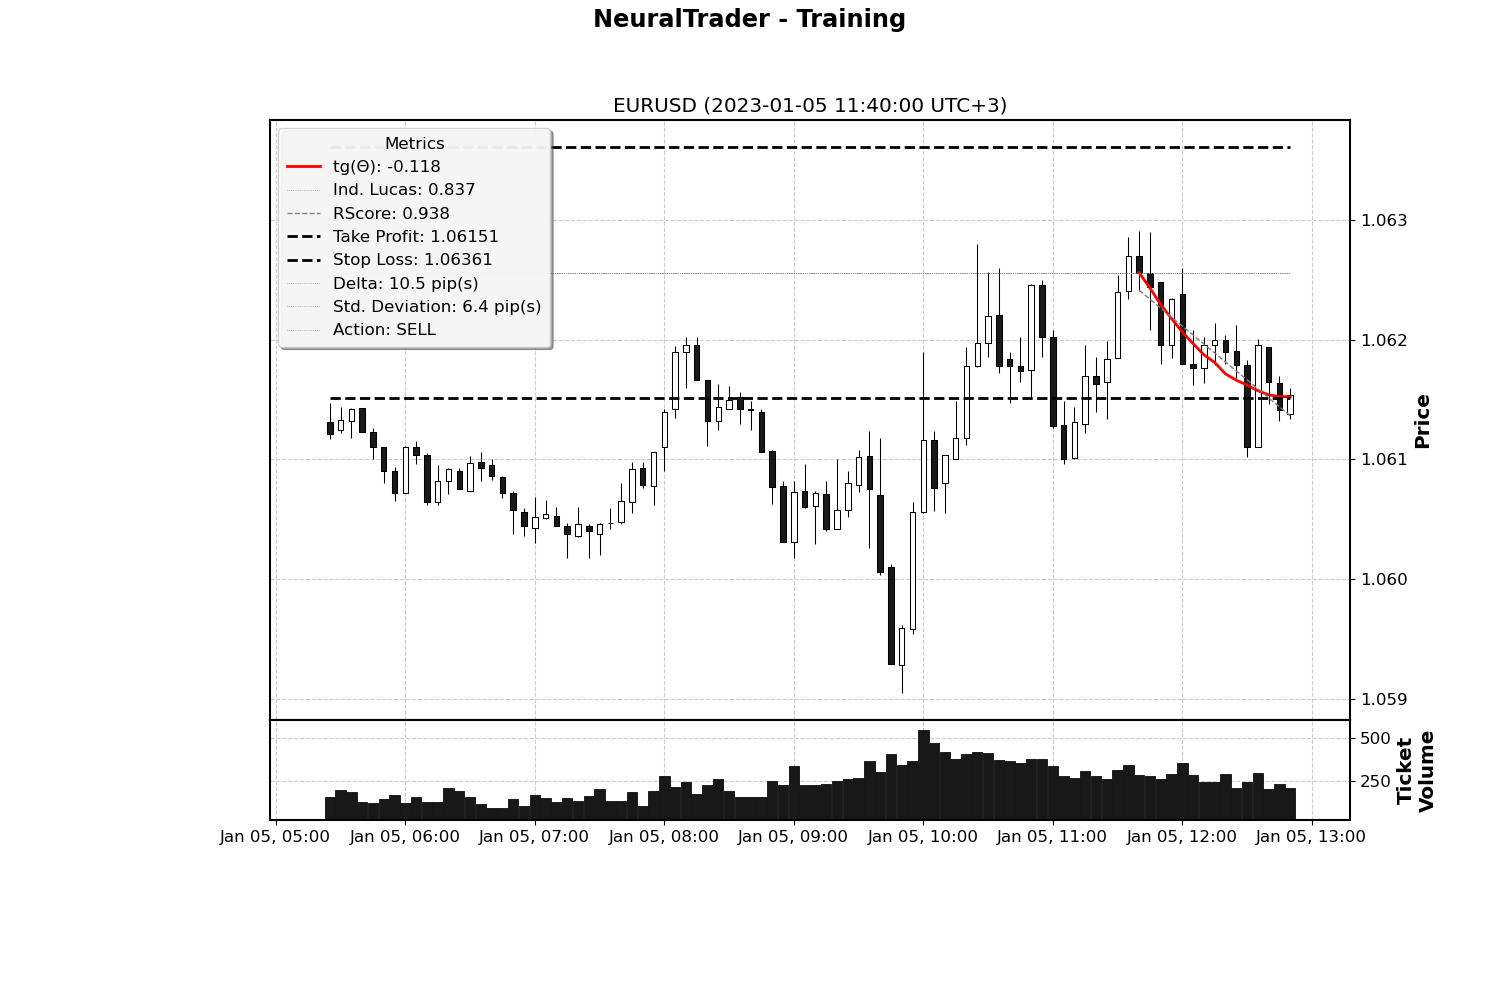 NeuralTrader - Training
EURUSD (2023-01-05 11:40:00 UTC+3)
Metrics
tg(Θ): -0.118
Ind. Lucas: 0.837
RScore: 0.938
Take Profit: 1.06151
Stop Loss: 1.06361
Delta: 10.5 pip(s)
Std. Deviation: 6.4 pip(s)
Action: SELL
1.063
1.062
1.061
1.060
1.059
Price
500
250
Ticket
Volume
Jan 05, 05:00 Jan 05, 06:00 Jan 05, 07:00 Jan 05, 08:00 Jan 05, 09:00 Jan 05, 10:00 Jan 05, 11:00 Jan 05, 12:00 Jan 05, 13:00